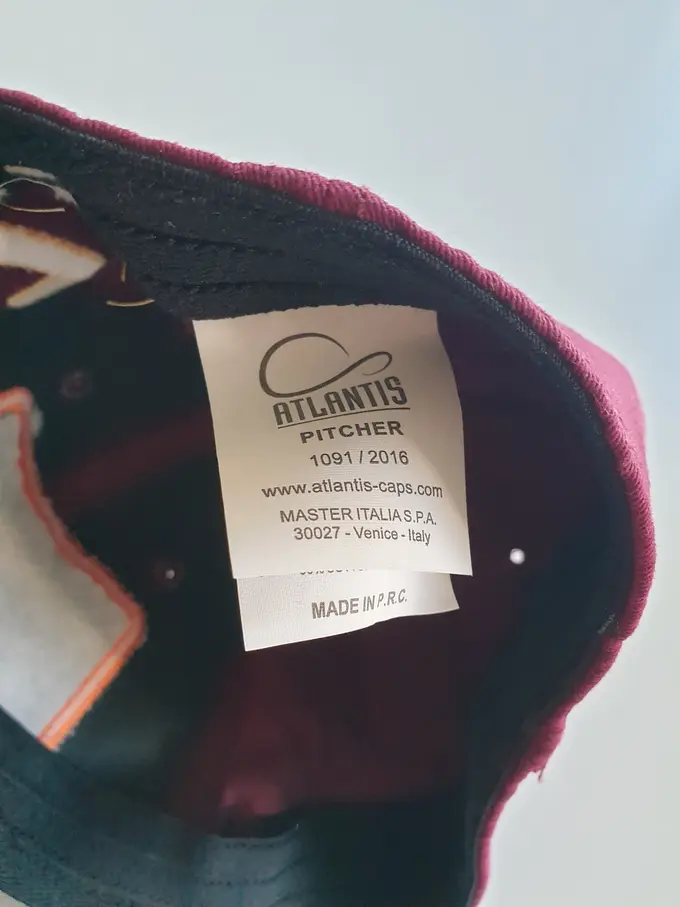 ATLANTIS
PITCHER
1091 / 2016
www.atlantis-caps.com
MASTER ITALIA S.P.A.
30027 - Venice - Italy
MADE IN P.R.C.